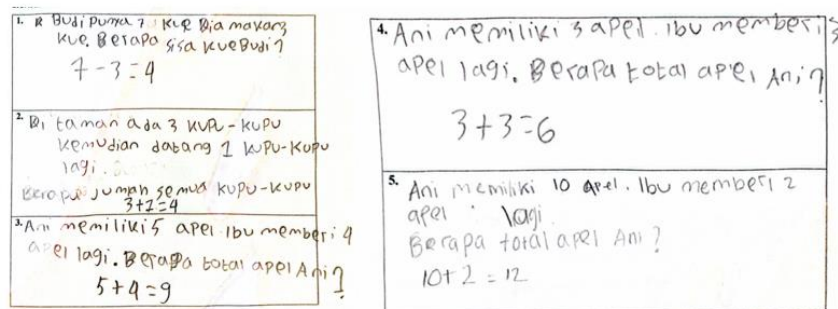 1. R Budi punya 7 kue Dia makan 3
kue. Berapa sisa kue Budi?
7-3=4
2. Di taman ada 3 kupu-kupu
kemudian datang 1 kupu-kupu
lagi.
Berapa jumah semua kupu-kupu
3+1=4
3. Ani memiliki 5 apel. Ibu memberi 4
apel lagi. Berapa total apel Ani?
5+4=9
4. Ani memiliki 3 apel. Ibu memberi 3
apel lagi. Berapa total apel Ani?
3+3=6
5. Ani memiliki 10 apel. Ibu memberi 2
apel lagi.
Berapa total apel Ani?
10+2=12